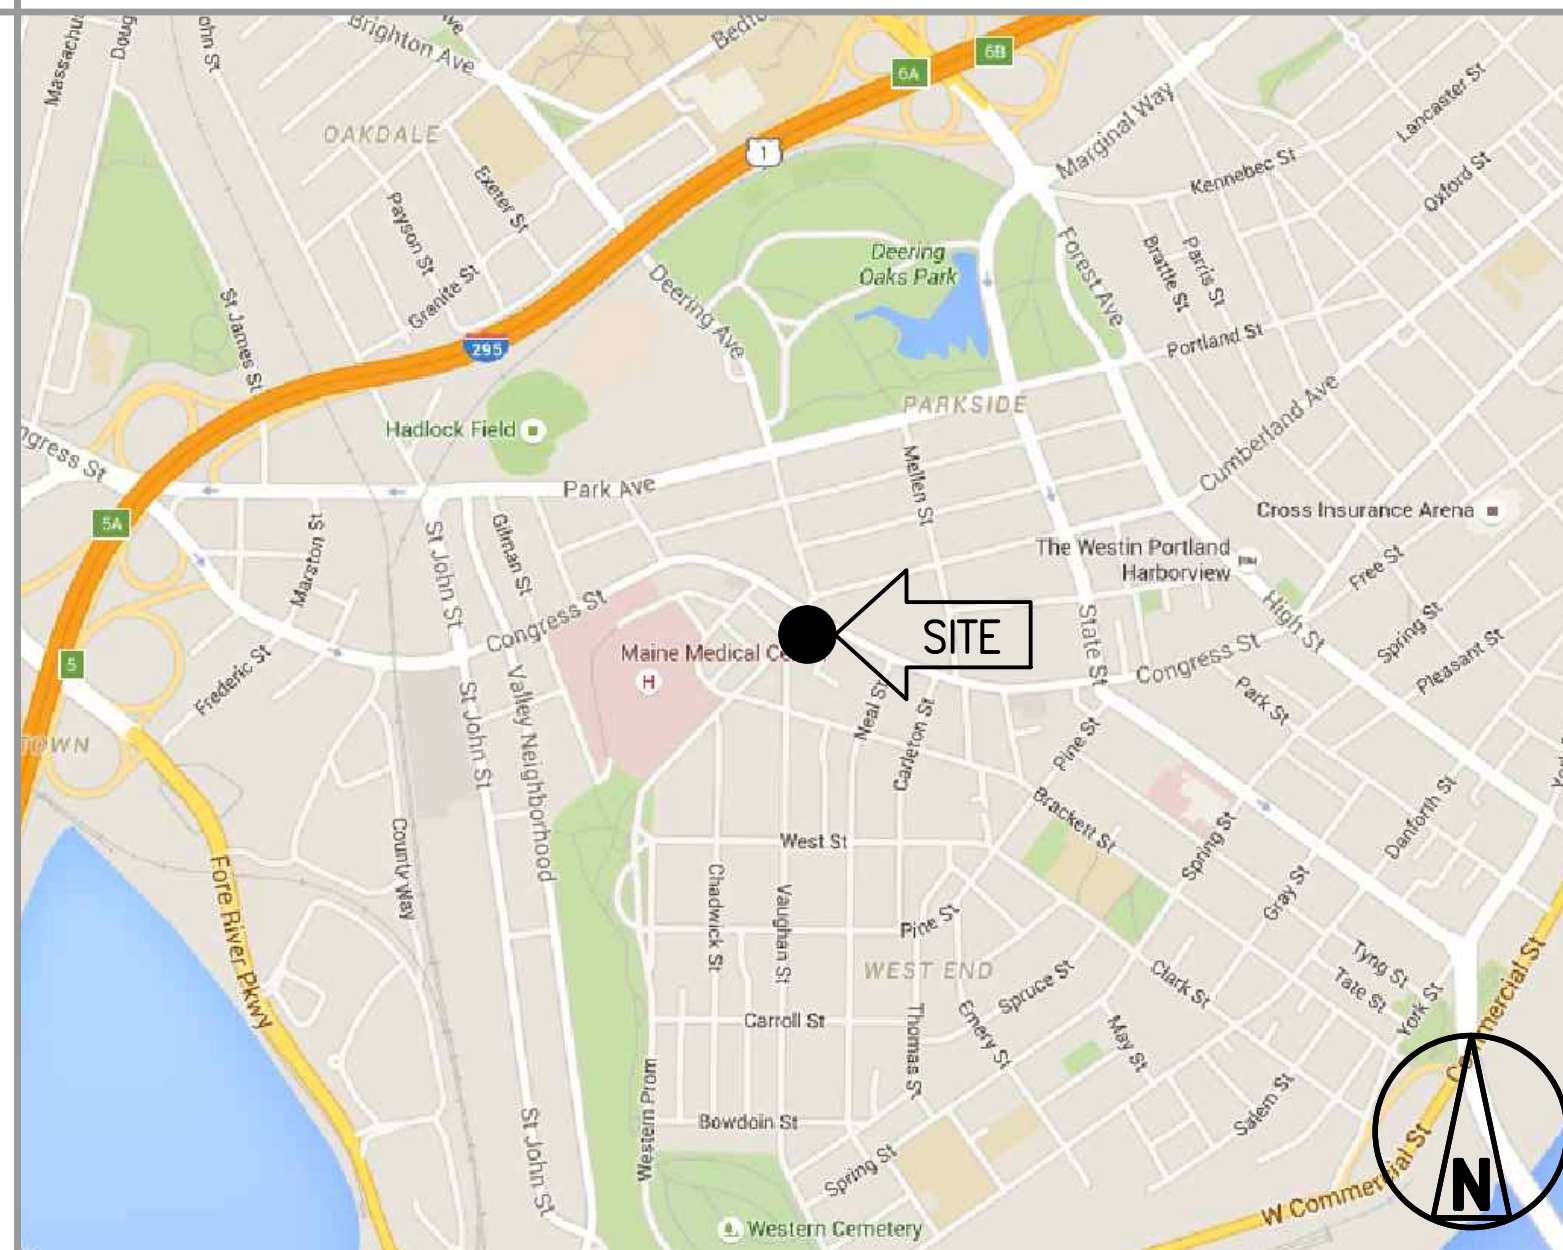 Brighton Ave
6A
6B
OAKDALE
1
Marginal Way
Lancaster St
Kennebec St
Oxford St
Exeter St
Payson St
Granite St
St James St
Deering Ave
Deering
Oaks Park
Forest Ave
Brattle St
Parris St
295
Portland St
PARKSIDE
Cumberland Ave
Hadlock Field
Park Ave
Mellen St
Cross Insurance Arena
5A
St John St
Gilman St
Marston St
The Westin Portland
Harborview
Free St
Congress St
SITE
State St
High St
Spring St
Pleasant St
Congress St
Maine Medical
H
5
Frederic St
St John St
Valley Neighborhood
Neal St
Carleton St
Park St
Pine St
TOWN
Brackett St
Danforth St
Spring St
West St
County Way
Fore River Pkwy
Chadwick St
Vaughan St
Pine St
Gray St
WEST END
Tyng St
Tate St
York St
Clark St
Spruce St
Emery St
Thomas St
Carroll St
May St
Commercial St
Salem St
Western Prom
Bowdoin St
St John St
Spring St
W Commercial St
N
Western Cemetery